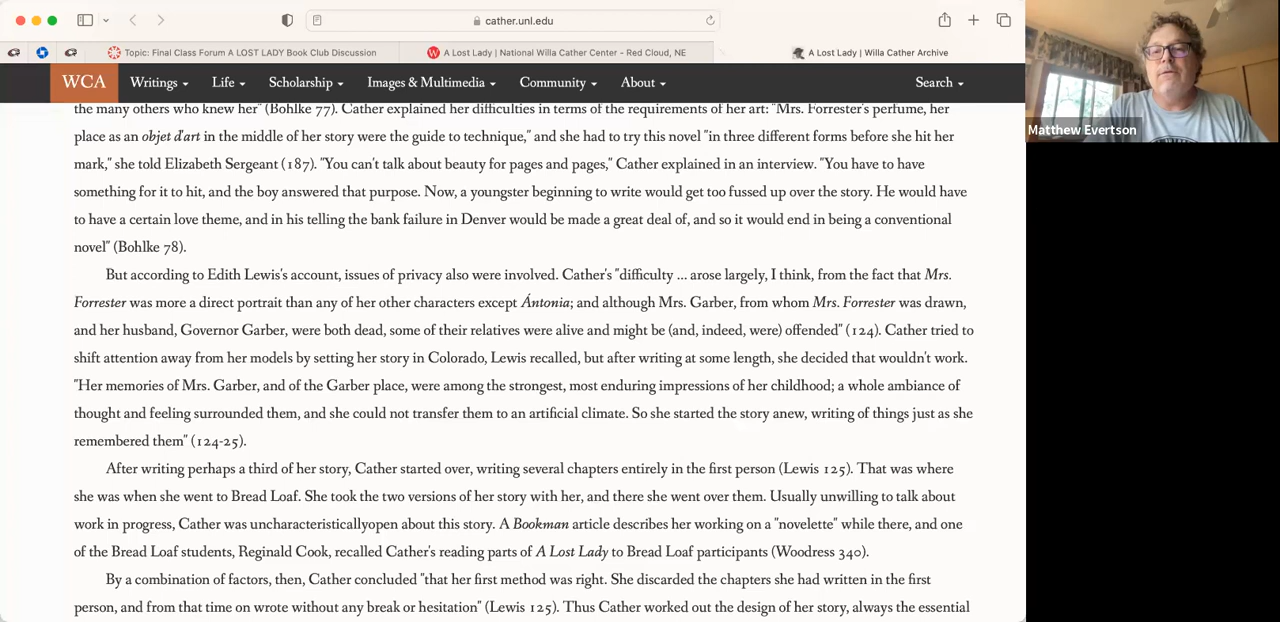 cather.unl.edu
Topic: Final Class Forum A LOST LADY Book Club Discussion
A Lost Lady | National Willa Cather Center - Red Cloud, NE
A Lost Lady | Willa Cather Archive
WCA Writings Life Scholarship Images & Multimedia Community About Search
the many others who knew her" (Bohlke 77). Cather explained her difficulties in terms of the requirements of her art: "Mrs. Forrester's perfume, her
place as an objet d'art in the middle of her story were the guide to technique," and she had to try this novel "in three different forms before she hit her
mark," she told Elizabeth Sergeant (187). "You can't talk about beauty for pages and pages," Cather explained in an interview. "You have to have
something for it to hit, and the boy answered that purpose. Now, a youngster beginning to write would get too fussed up over the story. He would have
to have a certain love theme, and in his telling the bank failure in Denver would be made a great deal of, and so it would end in being a conventional
novel" (Bohlke 78).
But according to Edith Lewis's account, issues of privacy also were involved. Cather's "difficulty ... arose largely, I think, from the fact that Mrs.
Forrester was more a direct portrait than any of her other characters except Ántonia; and although Mrs. Garber, from whom Mrs. Forrester was drawn,
and her husband, Governor Garber, were both dead, some of their relatives were alive and might be (and, indeed, were) offended" (124). Cather tried to
shift attention away from her models by setting her story in Colorado, Lewis recalled, but after writing at some length, she decided that wouldn't work.
"Her memories of Mrs. Garber, and of the Garber place, were among the strongest, most enduring impressions of her childhood; a whole ambiance of
thought and feeling surrounded them, and she could not transfer them to an artificial climate. So she started the story anew, writing of things just as she
remembered them" (124-25).
After writing perhaps a third of her story, Cather started over, writing several chapters entirely in the first person (Lewis 125). That was where
she was when she went to Bread Loaf. She took the two versions of her story with her, and there she went over them. Usually unwilling to talk about
work in progress, Cather was uncharacteristicallyopen about this story. A Bookman article describes her working on a "novelette" while there, and one
of the Bread Loaf students, Reginald Cook, recalled Cather's reading parts of A Lost Lady to Bread Loaf participants (Woodress 340).
By a combination of factors, then, Cather concluded "that her first method was right. She discarded the chapters she had written in the first
person, and from that time on wrote without any break or hesitation" (Lewis 125). Thus Cather worked out the design of her story, always the essential
Matthew Evertson